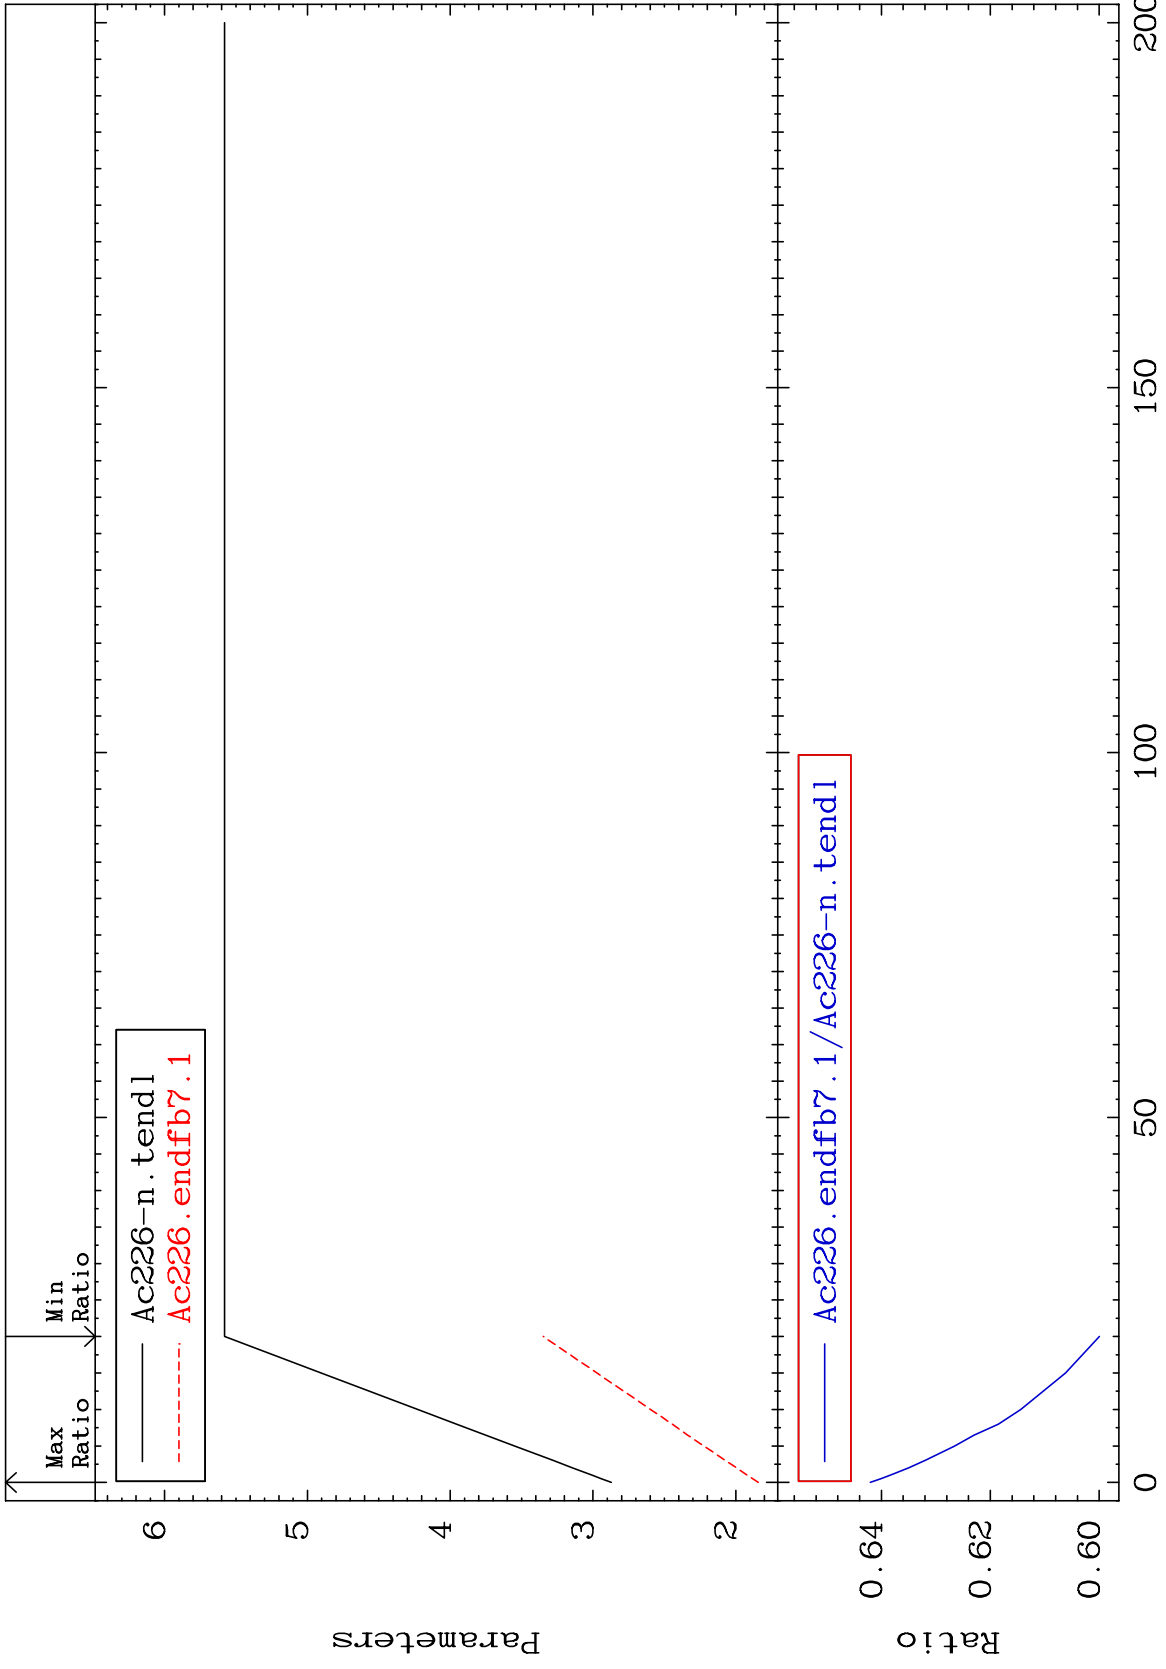 Max
Ratio
Min
Ratio
Ac226-n.tendl
Ac226.endfb7.1
6
5
4
3
2
Parameters
Ac226.endfb7.1/Ac226-n.tendl
0.64
0.62
0.60
Ratio
0
50
100
150
200